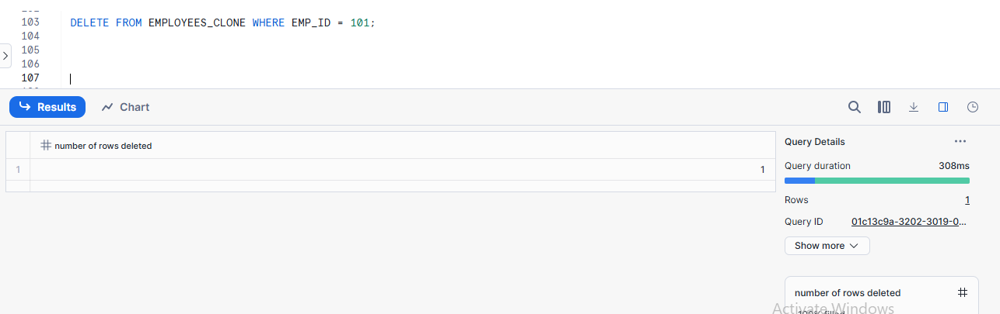 103 DELETE FROM EMPLOYEES_CLONE WHERE EMP_ID = 101;
104
105
106
107
Results Chart
number of rows deleted
1 1
Query Details
Query duration 308ms
Rows 1
Query ID 01c13c9a-3202-3019-0...
Show more
number of rows deleted
100% filled
Activate Windows